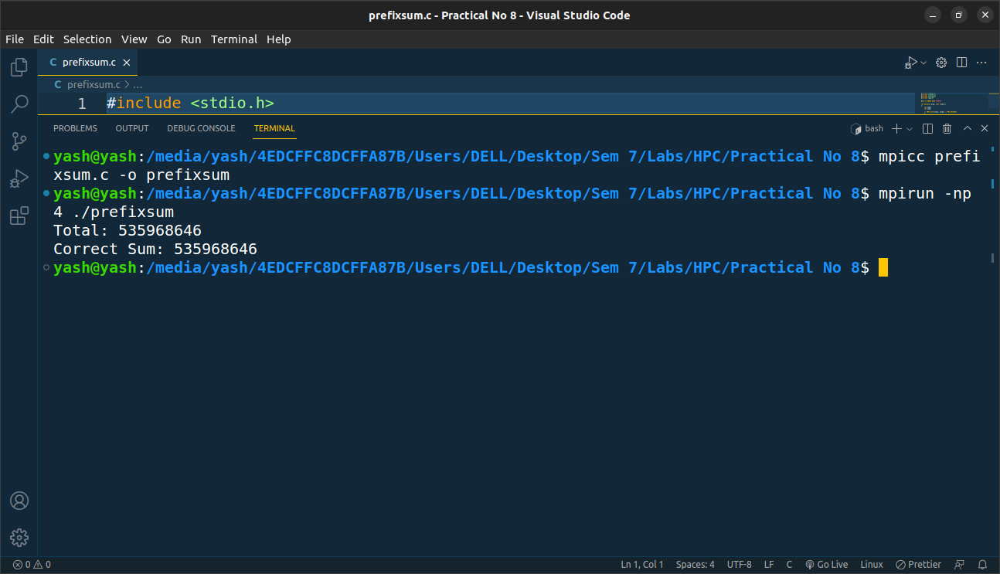 prefixsum.c - Practical No 8 - Visual Studio Code
File Edit Selection View Go Run Terminal Help
C prefixsum.c
C prefixsum.c > ...
1 #include <stdio.h>
PROBLEMS OUTPUT DEBUG CONSOLE TERMINAL bash
yash@yash:/media/yash/4EDCFFC8DCFFA87B/Users/DELL/Desktop/Sem 7/Labs/HPC/Practical No 8$ mpicc prefi
xsum.c -o prefixsum
yash@yash:/media/yash/4EDCFFC8DCFFA87B/Users/DELL/Desktop/Sem 7/Labs/HPC/Practical No 8$ mpirun -np
4 ./prefixsum
Total: 535968646
Correct Sum: 535968646
yash@yash:/media/yash/4EDCFFC8DCFFA87B/Users/DELL/Desktop/Sem 7/Labs/HPC/Practical No 8$
0 0 Ln 1, Col 1 Spaces: 4 UTF-8 LF C Go Live Linux Prettier